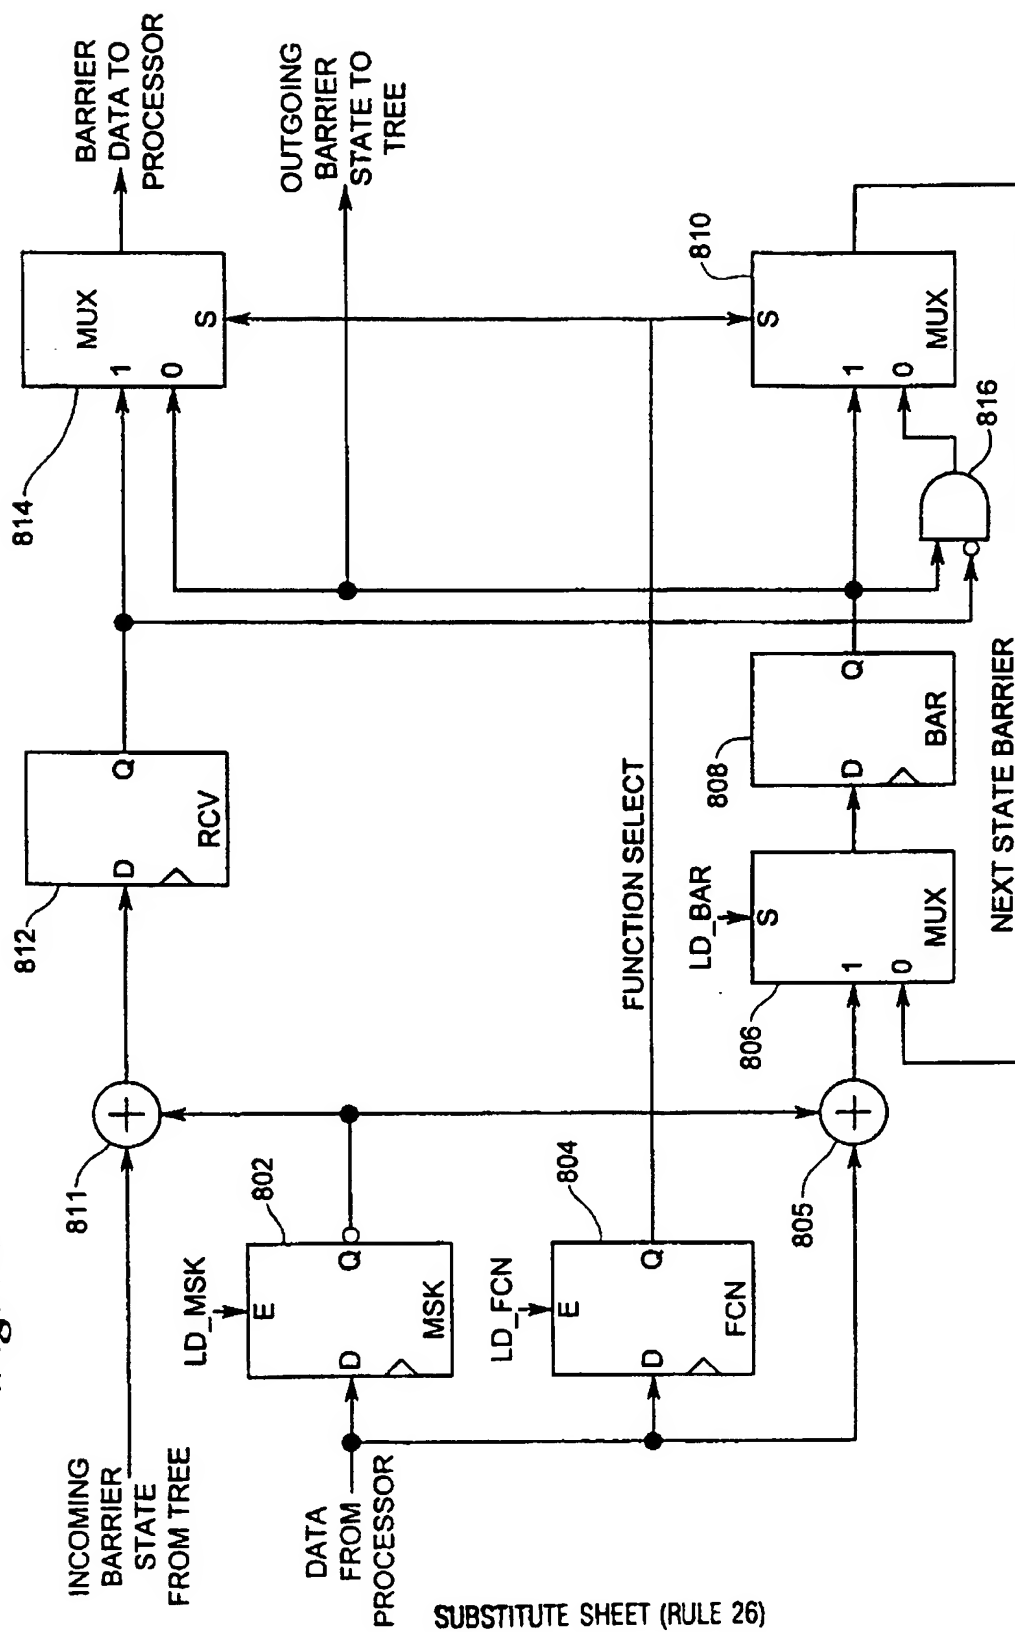 BARRIER
DATA TO
PROCESSOR
OUTGOING
BARRIER
STATE TO
TREE
814
MUX
1
0
S
810
S
MUX
1
0
816
812
D
Q
RCV
FUNCTION SELECT
808
D
Q
BAR
LD_BAR
S
806
1
0
MUX
NEXT STATE BARRIER
811
+
805
+
LD_MSK
802
E
D
Q
MSK
LD_FCN
804
E
D
Q
FCN
INCOMING
BARRIER
STATE
FROM TREE
DATA
FROM
PROCESSOR
SUBSTITUTE SHEET (RULE 26)